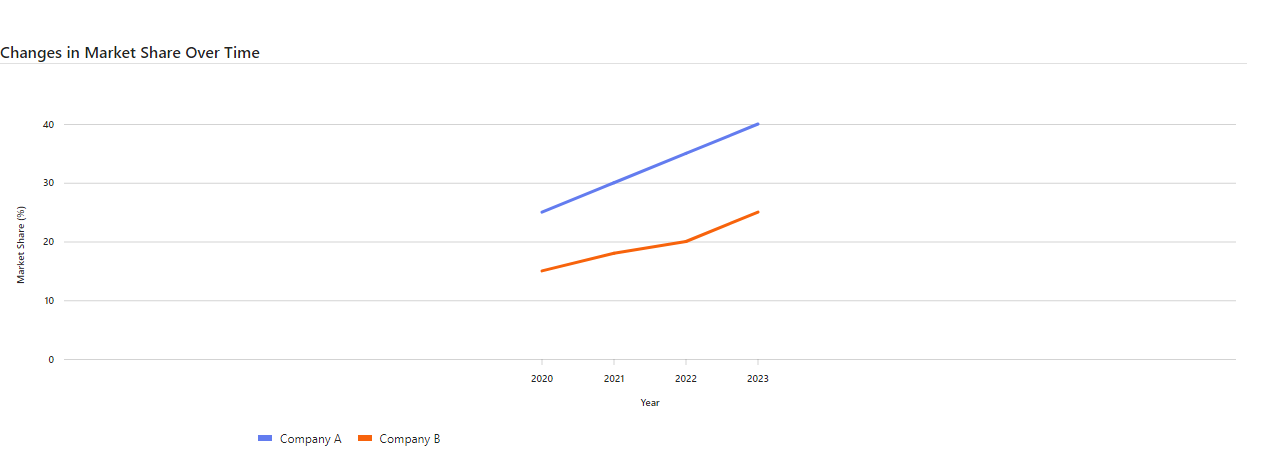 Changes in Market Share Over Time
40
30
20
10
0
Market Share (%)
2020 2021 2022 2023
Year
Company A Company B